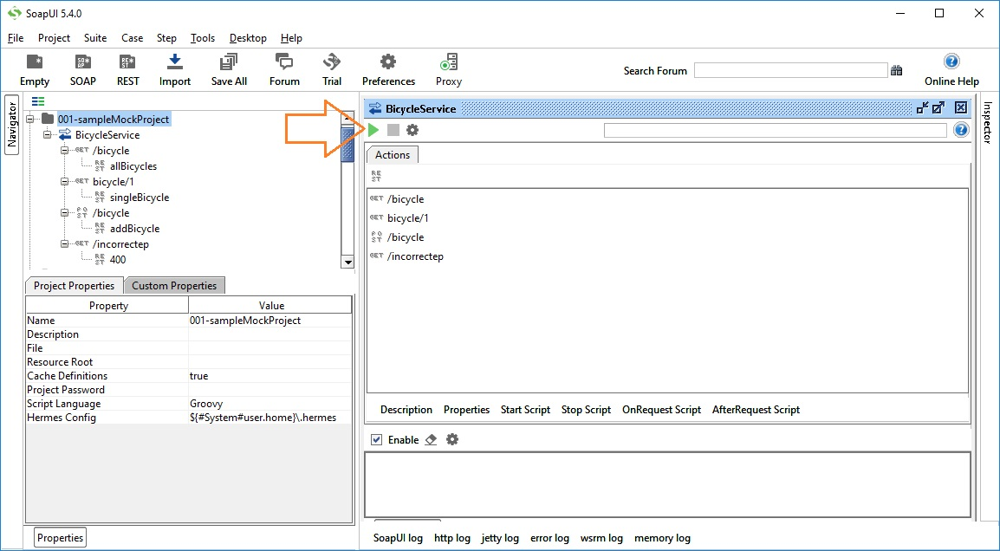 SoapUI 5.4.0
File Project Suite Case Step Tools Desktop Help
Empty SOAP REST Import Save All Forum Trial Preferences Proxy Search Forum Online Help
Navigator
001-sampleMockProject
BicycleService
GET /bicycle
REST allBicycles
GET bicycle/1
REST singleBicycle
POST /bicycle
REST addBicycle
GET /incorrectep
REST 400
Project Properties Custom Properties
Property Value
Name 001-sampleMockProject
Description
File
Resource Root
Cache Definitions true
Project Password
Script Language Groovy
Hermes Config ${#System#user.home}\.hermes
Properties
BicycleService
Actions
REST
GET /bicycle
GET bicycle/1
POST /bicycle
GET /incorrectep
Description Properties Start Script Stop Script OnRequest Script AfterRequest Script
Enable
SoapUI log http log jetty log error log wsrm log memory log
Inspector